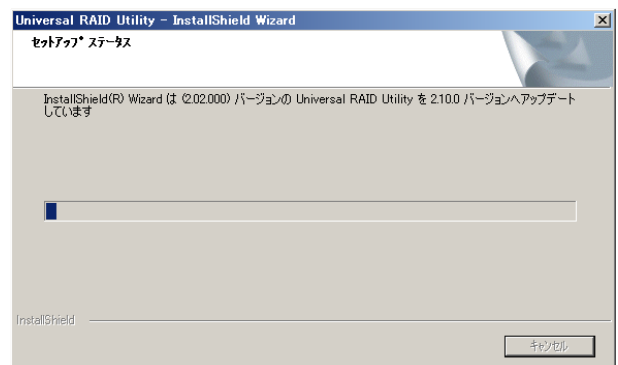 Universal RAID Utility - InstallShield Wizard
セットアップ ステータス
InstallShield(R) Wizard は (2.02.000) バージョンの Universal RAID Utility を 2.10.0 バージョンへアップデート
しています
InstallShield
キャンセル